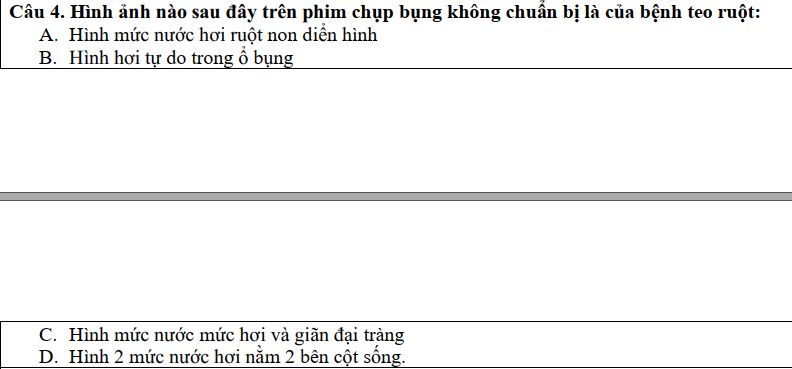 Câu 4. Hình ảnh nào sau đây trên phim chụp bụng không chuẩn bị là của bệnh teo ruột:
A. Hình mức nước hơi ruột non diển hình
B. Hình hơi tự do trong ổ bụng
C. Hình mức nước mức hơi và giãn đại tràng
D. Hình 2 mức nước hơi nằm 2 bên cột sống.